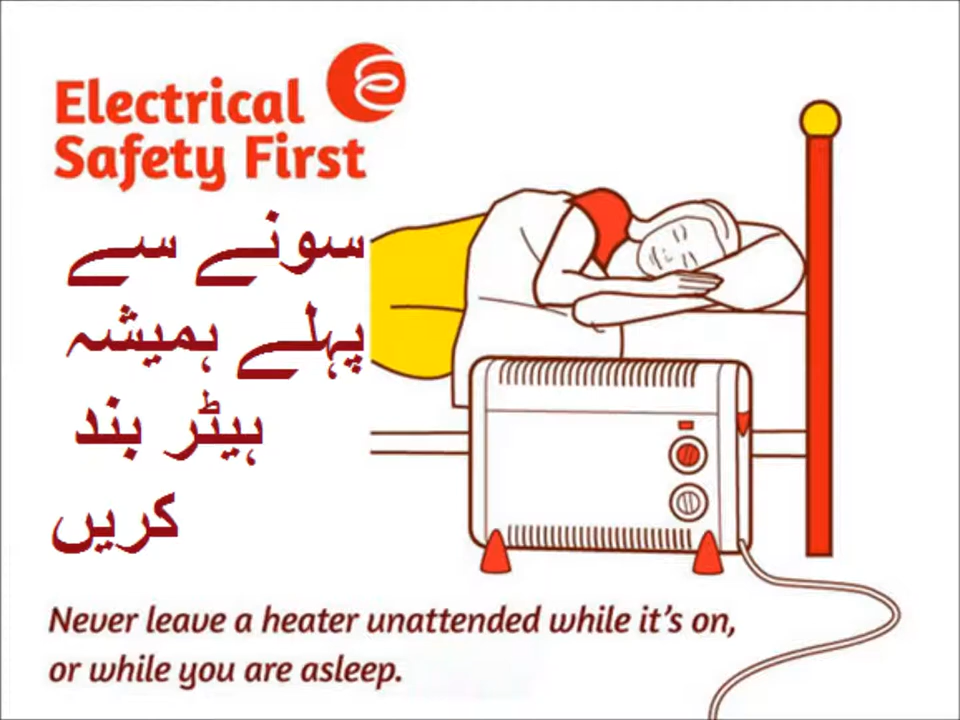 Electrical
Safety First
سونے سے
پہلے ہمیشہ
ہیٹر بند
کریں
Never leave a heater unattended while it's on,
or while you are asleep.